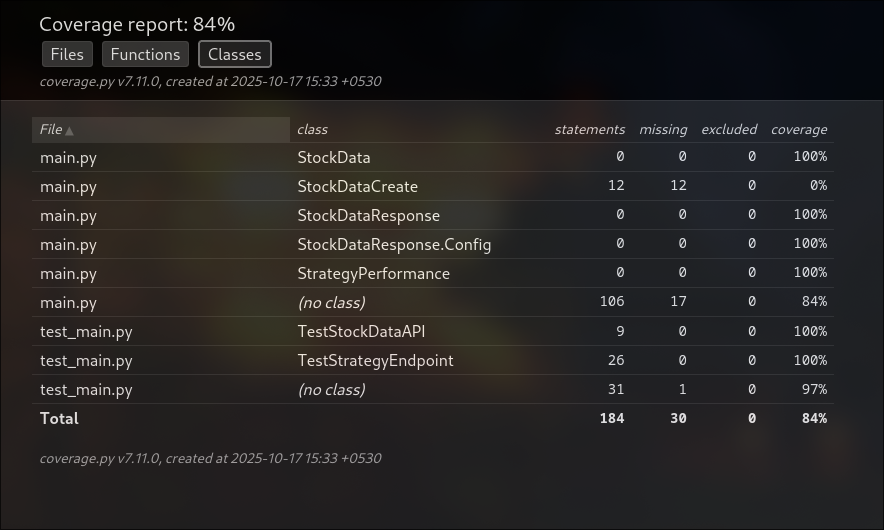 Coverage report: 84%
Files Functions Classes
coverage.py v7.11.0, created at 2025-10-17 15:33 +0530
File ▲ class statements missing excluded coverage
main.py StockData 0 0 0 100%
main.py StockDataCreate 12 12 0 0%
main.py StockDataResponse 0 0 0 100%
main.py StockDataResponse.Config 0 0 0 100%
main.py StrategyPerformance 0 0 0 100%
main.py (no class) 106 17 0 84%
test_main.py TestStockDataAPI 9 0 0 100%
test_main.py TestStrategyEndpoint 26 0 0 100%
test_main.py (no class) 31 1 0 97%
Total 184 30 0 84%
coverage.py v7.11.0, created at 2025-10-17 15:33 +0530